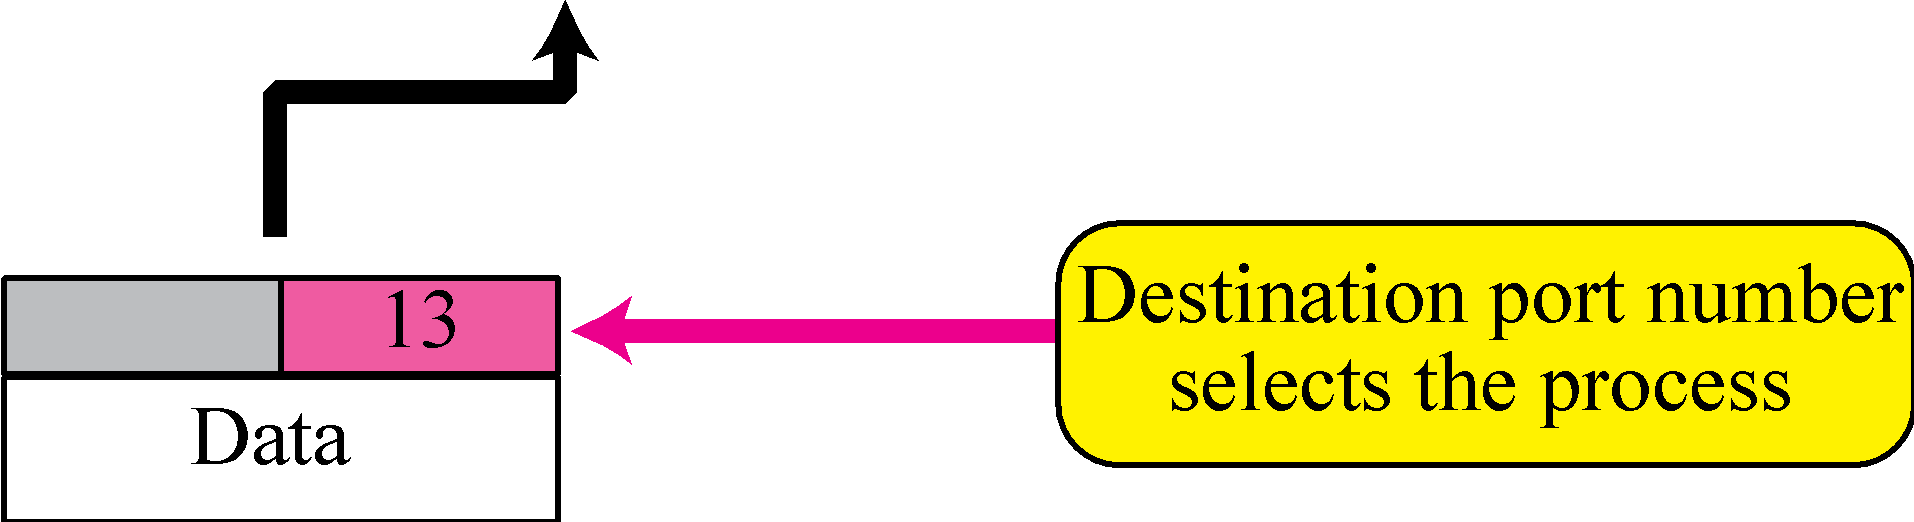 13
Destination port number
selects the process
Data